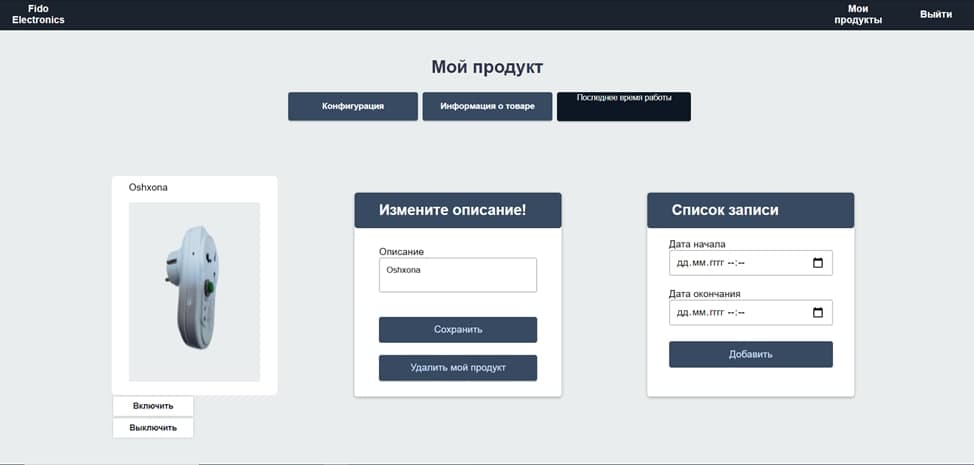 Fido
Electronics
Мои
продукты
Выйти
Мой продукт
Конфигурация
Информация о товаре
Последнее время работы
Oshxona
Измените описание!
Описание
Oshxona
Сохранить
Удалить мой продукт
Список записи
Дата начала
дд.мм.гггг --:--
Дата окончания
дд.мм.гггг --:--
Добавить
Включить
Выключить